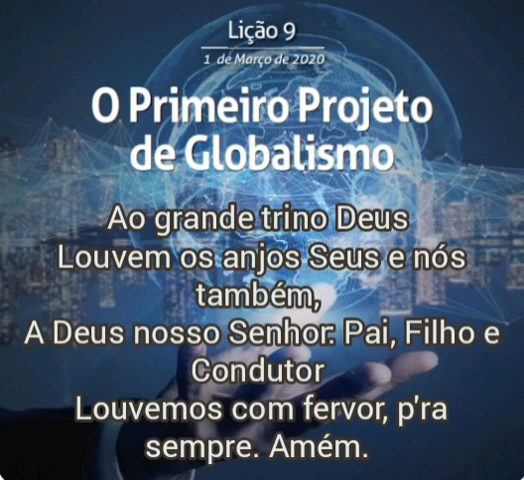 Lição 9
1 de Março de 2020
O Primeiro Projeto
de Globalismo
Ao grande trino Deus
Louvem os anjos Seus e nós
também,
A Deus nosso Senhor: Pai, Filho e
Condutor
Louvemos com fervor, p'ra
sempre. Amém.